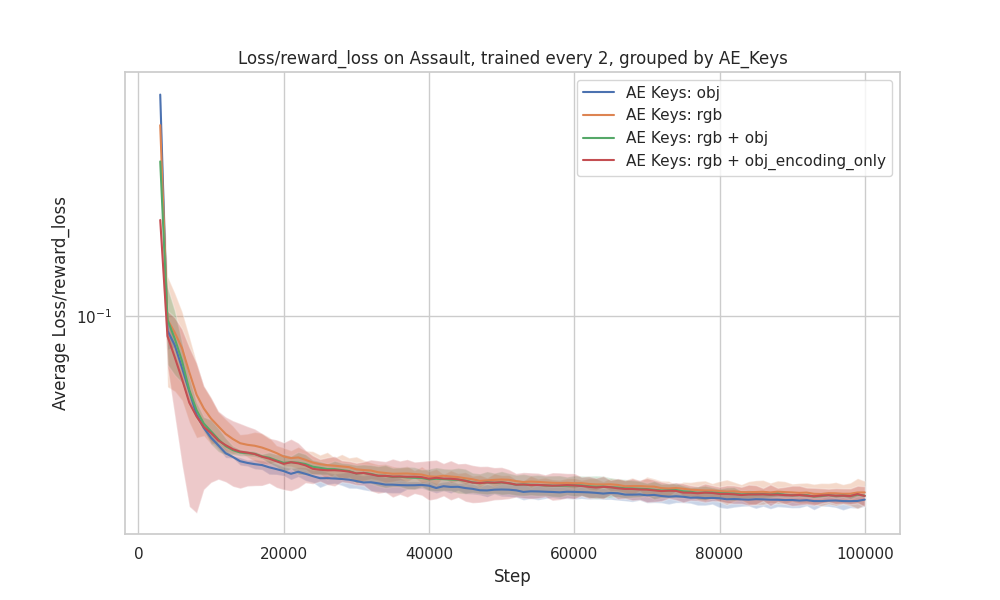 Loss/reward_loss on Assault, trained every 2, grouped by AE_Keys
AE Keys: obj
AE Keys: rgb
AE Keys: rgb + obj
AE Keys: rgb + obj_encoding_only
Average Loss/reward_loss
10⁻¹
0 20000 40000 60000 80000 100000
Step